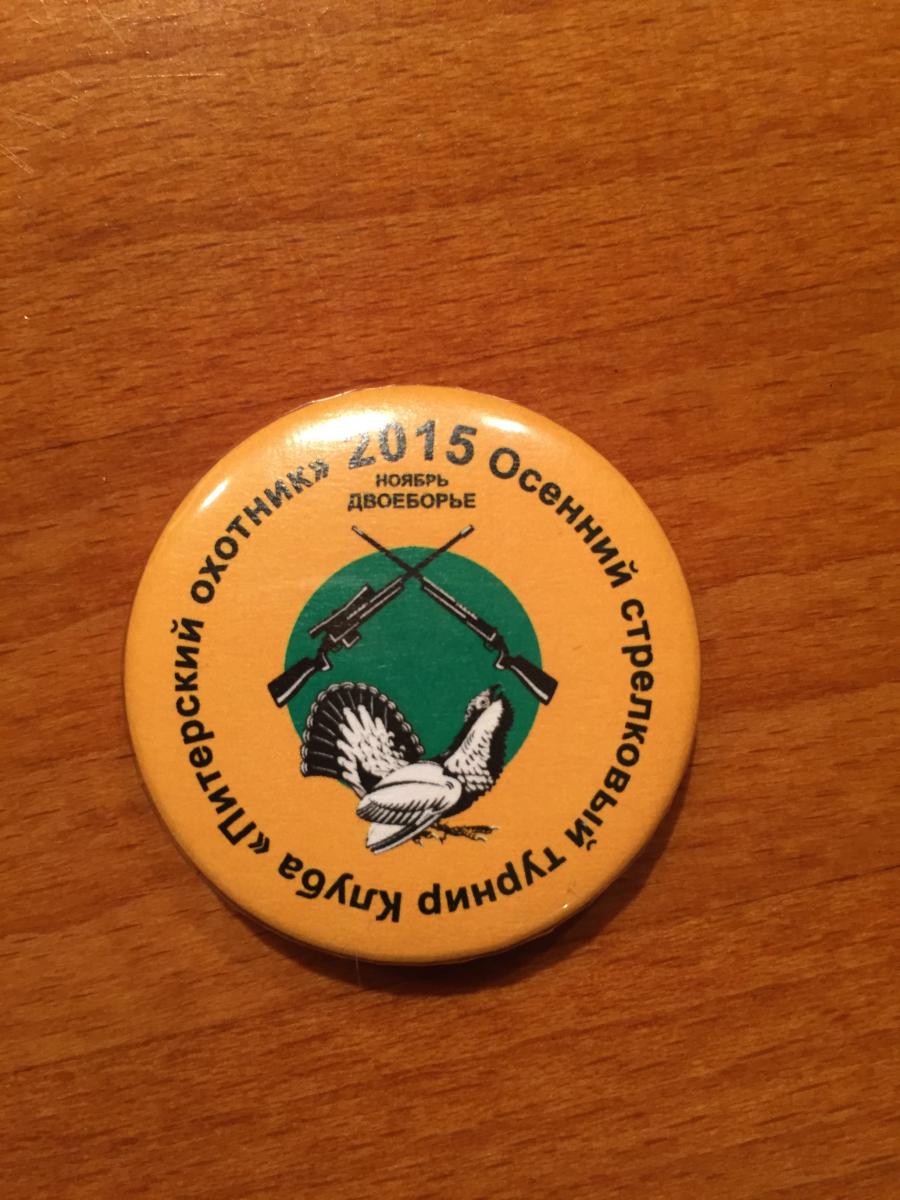 2015
НОЯБРЬ
ДВОЕБОРЬЕ
Осенний стрелковый турнир Клуба «Питерский охотник»